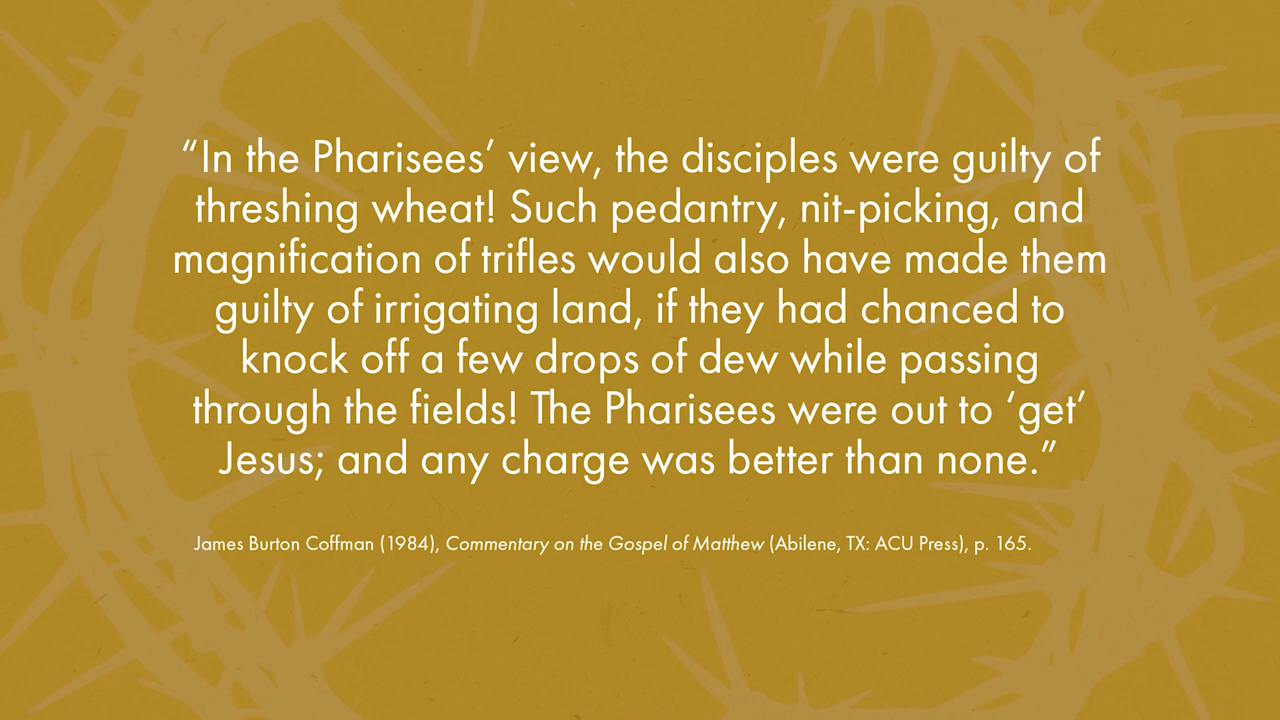 “In the Pharisees’ view, the disciples were guilty of
threshing wheat! Such pedantry, nit-picking, and
magnification of trifles would also have made them
guilty of irrigating land, if they had chanced to
knock off a few drops of dew while passing
through the fields! The Pharisees were out to ‘get’
Jesus; and any charge was better than none.”
James Burton Coffman (1984), Commentary on the Gospel of Matthew (Abilene, TX: ACU Press), p. 165.